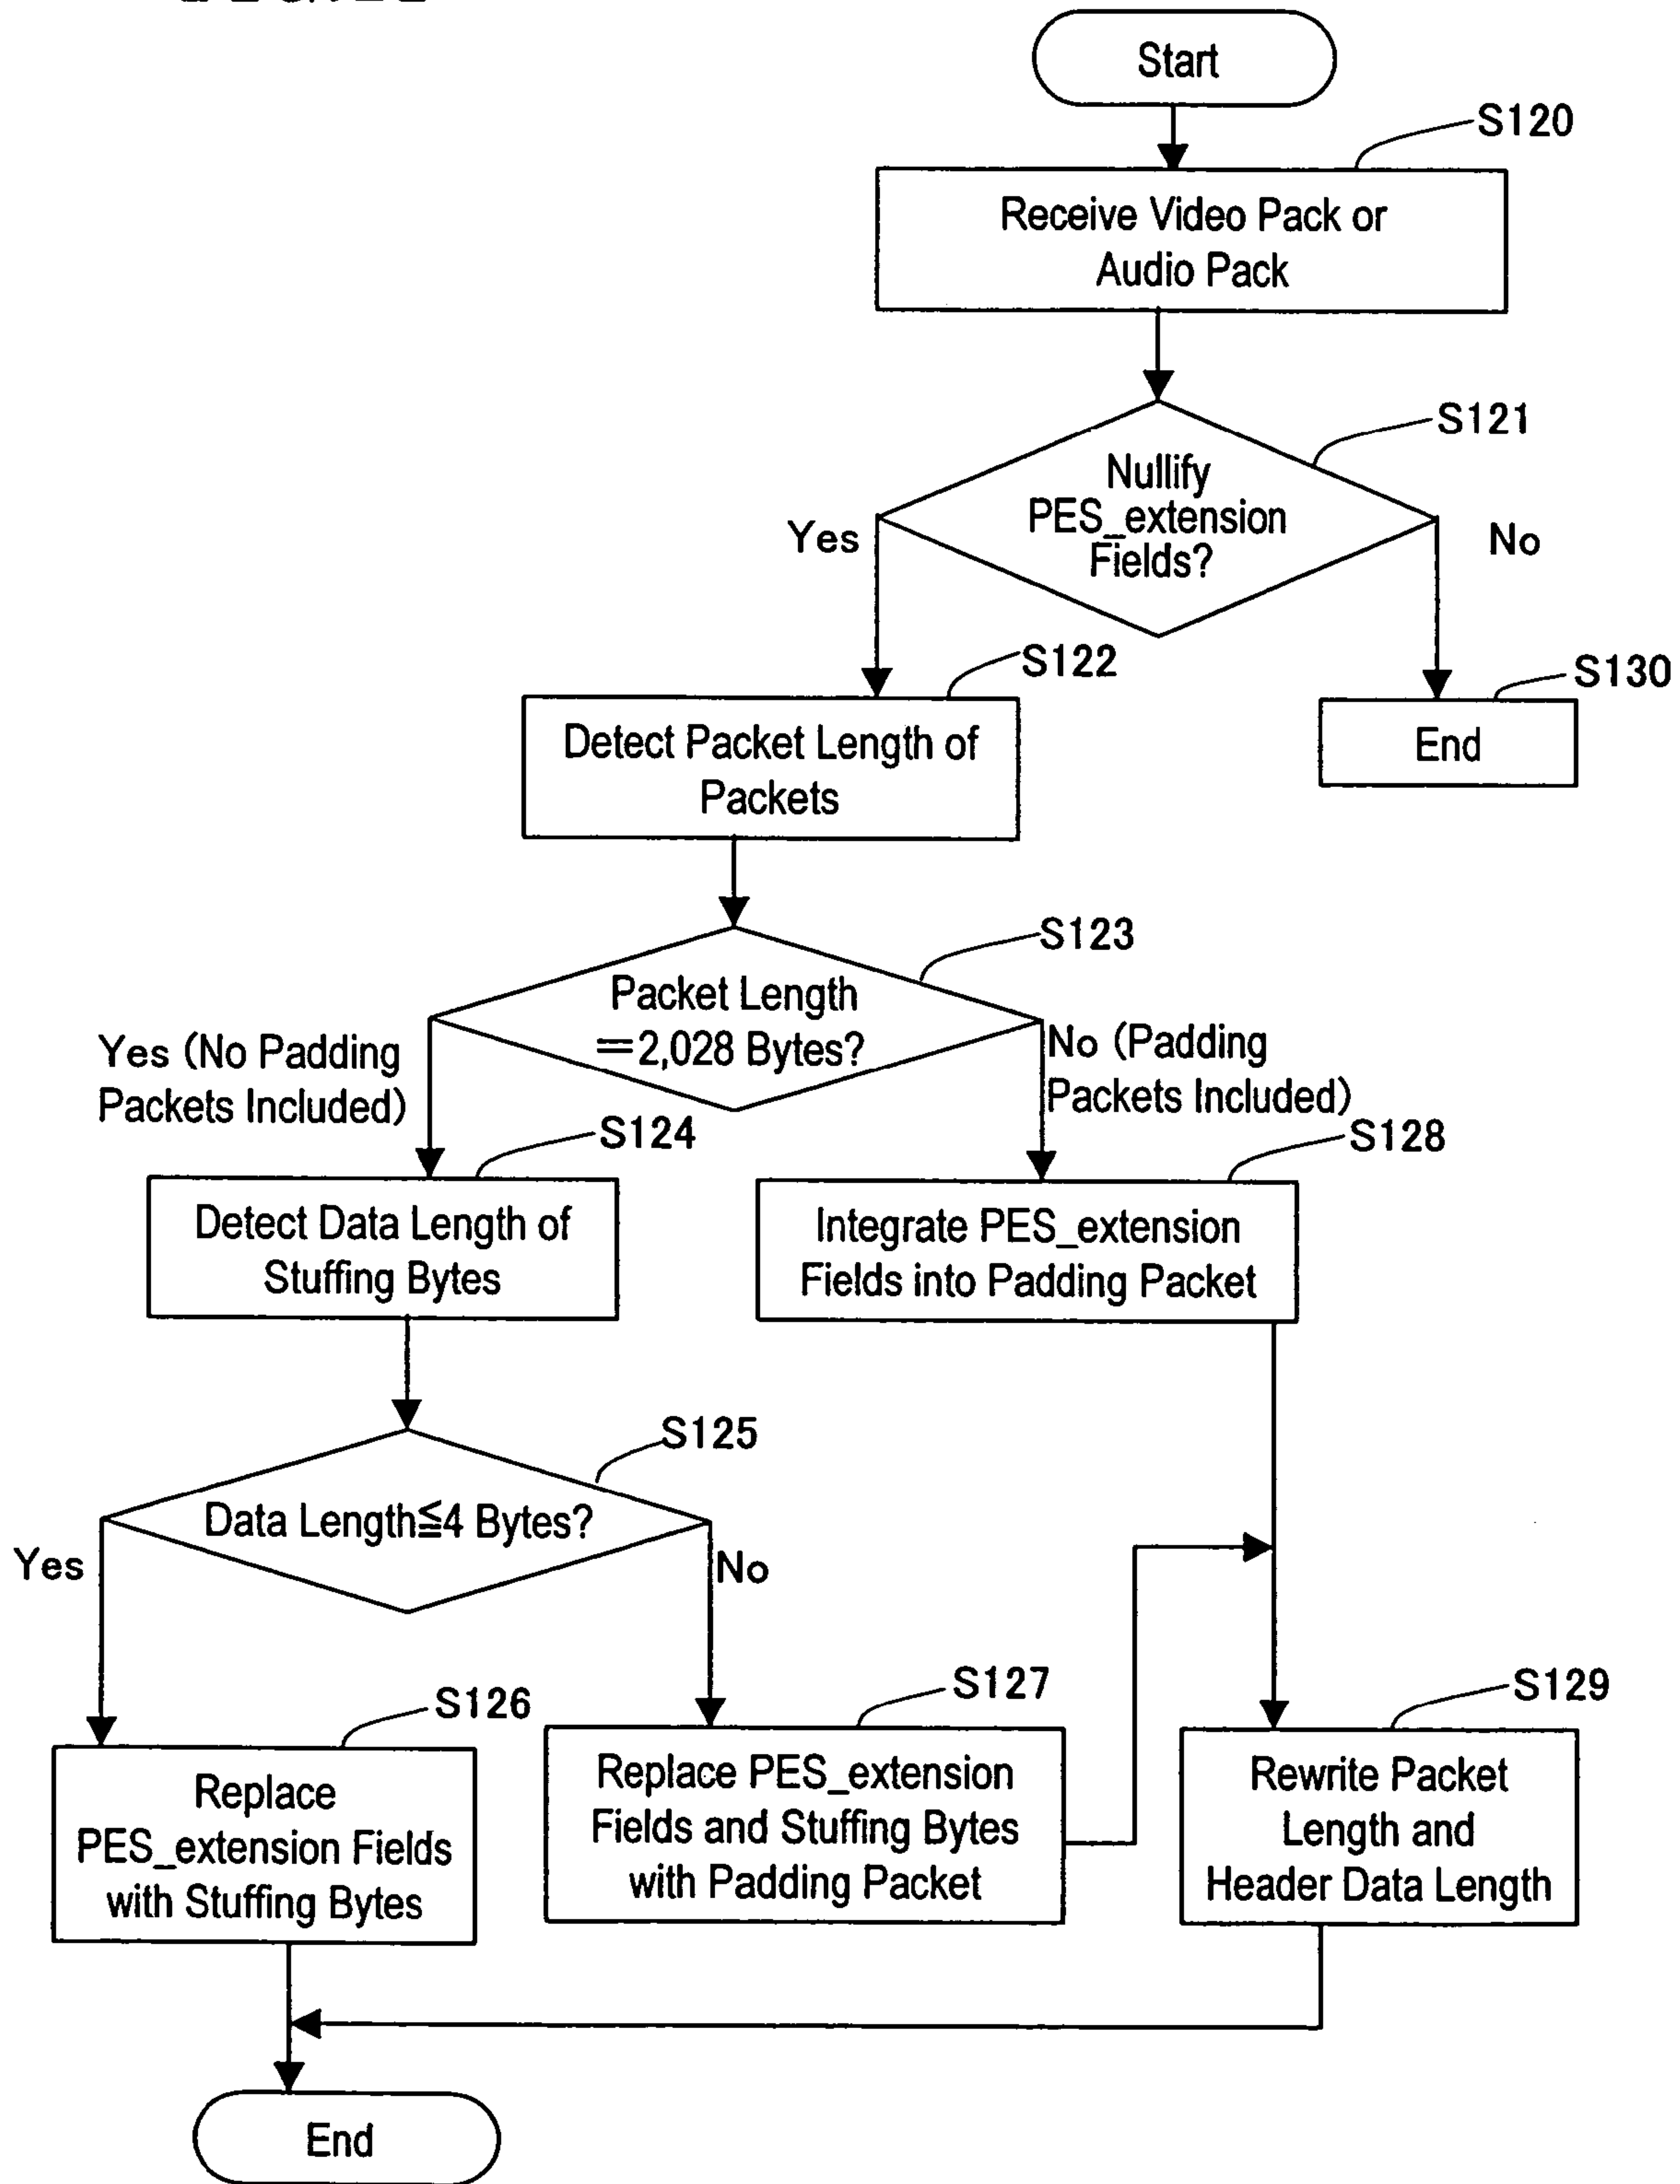 Start
S120
Receive Video Pack or
Audio Pack
S121
Nullify
PES_extension
Fields?
Yes
No
S122
S130
Detect Packet Length of
Packets
End
S123
Packet Length
=2,028 Bytes?
Yes (No Padding
Packets Included)
No (Padding
Packets Included)
S124
S128
Detect Data Length of
Stuffing Bytes
Integrate PES_extension
Fields into Padding Packet
S125
Data Length≦4 Bytes?
Yes
No
S126
S127
S129
Replace
PES_extension Fields
with Stuffing Bytes
Replace PES_extension
Fields and Stuffing Bytes
with Padding Packet
Rewrite Packet
Length and
Header Data Length
End